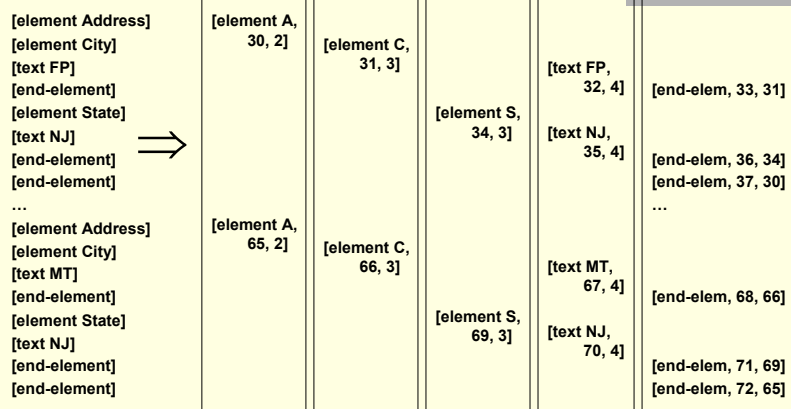 [element Address]
[element City]
[text FP]
[end-element]
[element State]
[text NJ]
[end-element]
[end-element]
…
[element Address]
[element City]
[text MT]
[end-element]
[element State]
[text NJ]
[end-element]
[end-element]
[element A,
30, 2]
[element A,
65, 2]
[element C,
31, 3]
[element C,
66, 3]
[element S,
34, 3]
[element S,
69, 3]
[text FP,
32, 4]
[text NJ,
35, 4]
[text MT,
67, 4]
[text NJ,
70, 4]
[end-elem, 33, 31]
[end-elem, 36, 34]
[end-elem, 37, 30]
…
[end-elem, 68, 66]
[end-elem, 71, 69]
[end-elem, 72, 65]